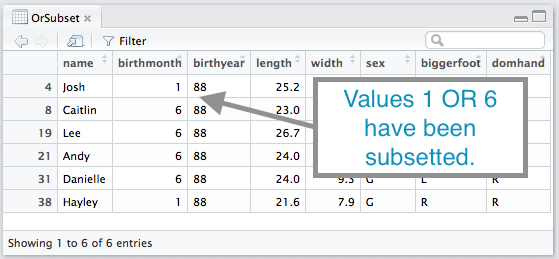 OrSubset
Filter
name birthmonth birthyear length width sex biggerfoot domhand
4 Josh 1 88 25.2
8 Caitlin 6 88 23.0
19 Lee 6 88 26.7
21 Andy 6 88 24.0
31 Danielle 6 88 24.0 9.3 G L R
38 Hayley 1 88 21.6 7.9 G R R
Values 1 OR 6
have been
subsetted.
Showing 1 to 6 of 6 entries